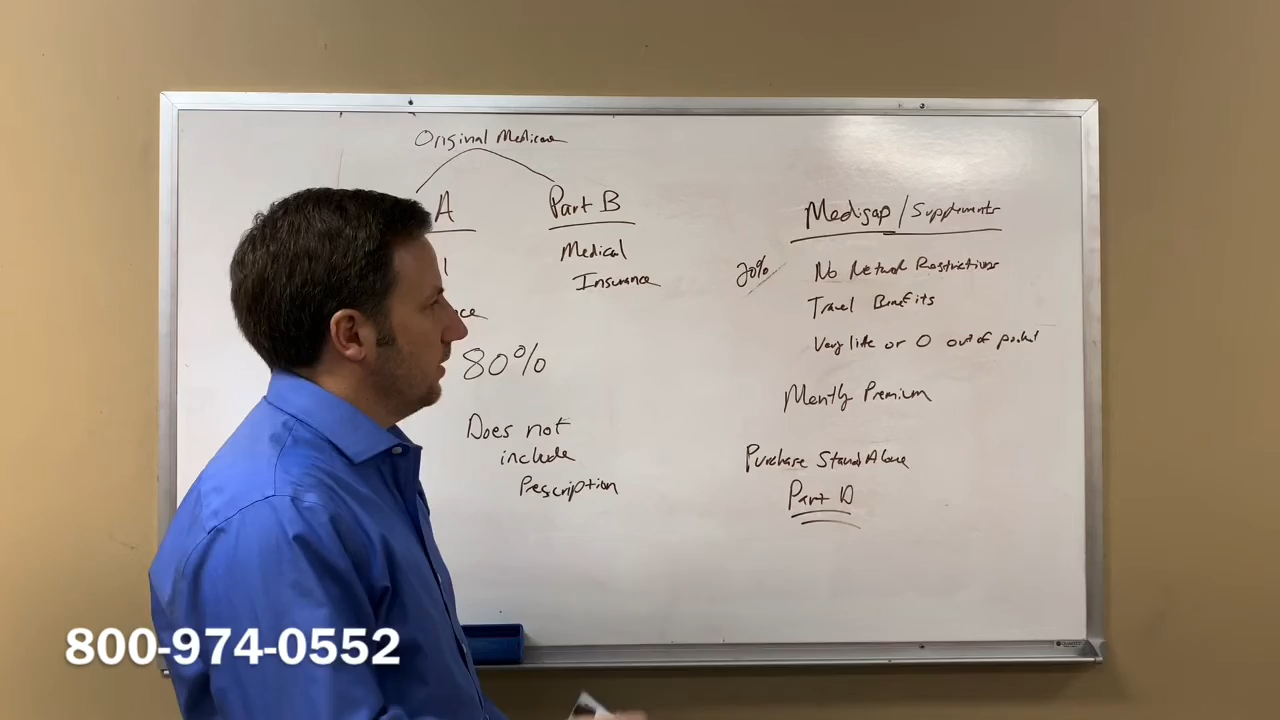 Original Medicare
A
Part B
Medical
Insurance
80%
Does not
include
Prescription
Medigap / Supplements
20%
No Network Restrictions
Travel Benefits
Very little or 0 out of pocket
Montly Premium
Purchase Stand Alone
Part D
800-974-0552